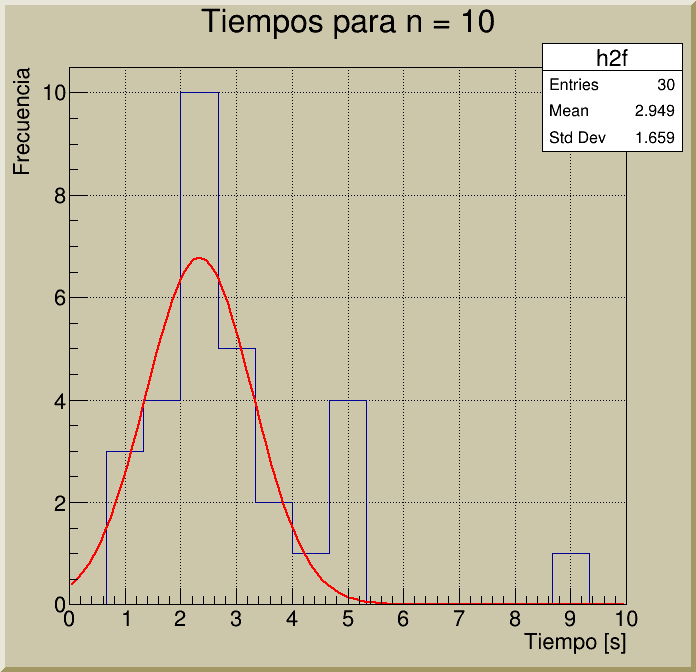 Tiempos para n = 10
h2f
Entries 30
Mean 2.949
Std Dev 1.659
Frecuencia
10
8
6
4
2
0
0 1 2 3 4 5 6 7 8 9 10
Tiempo [s]